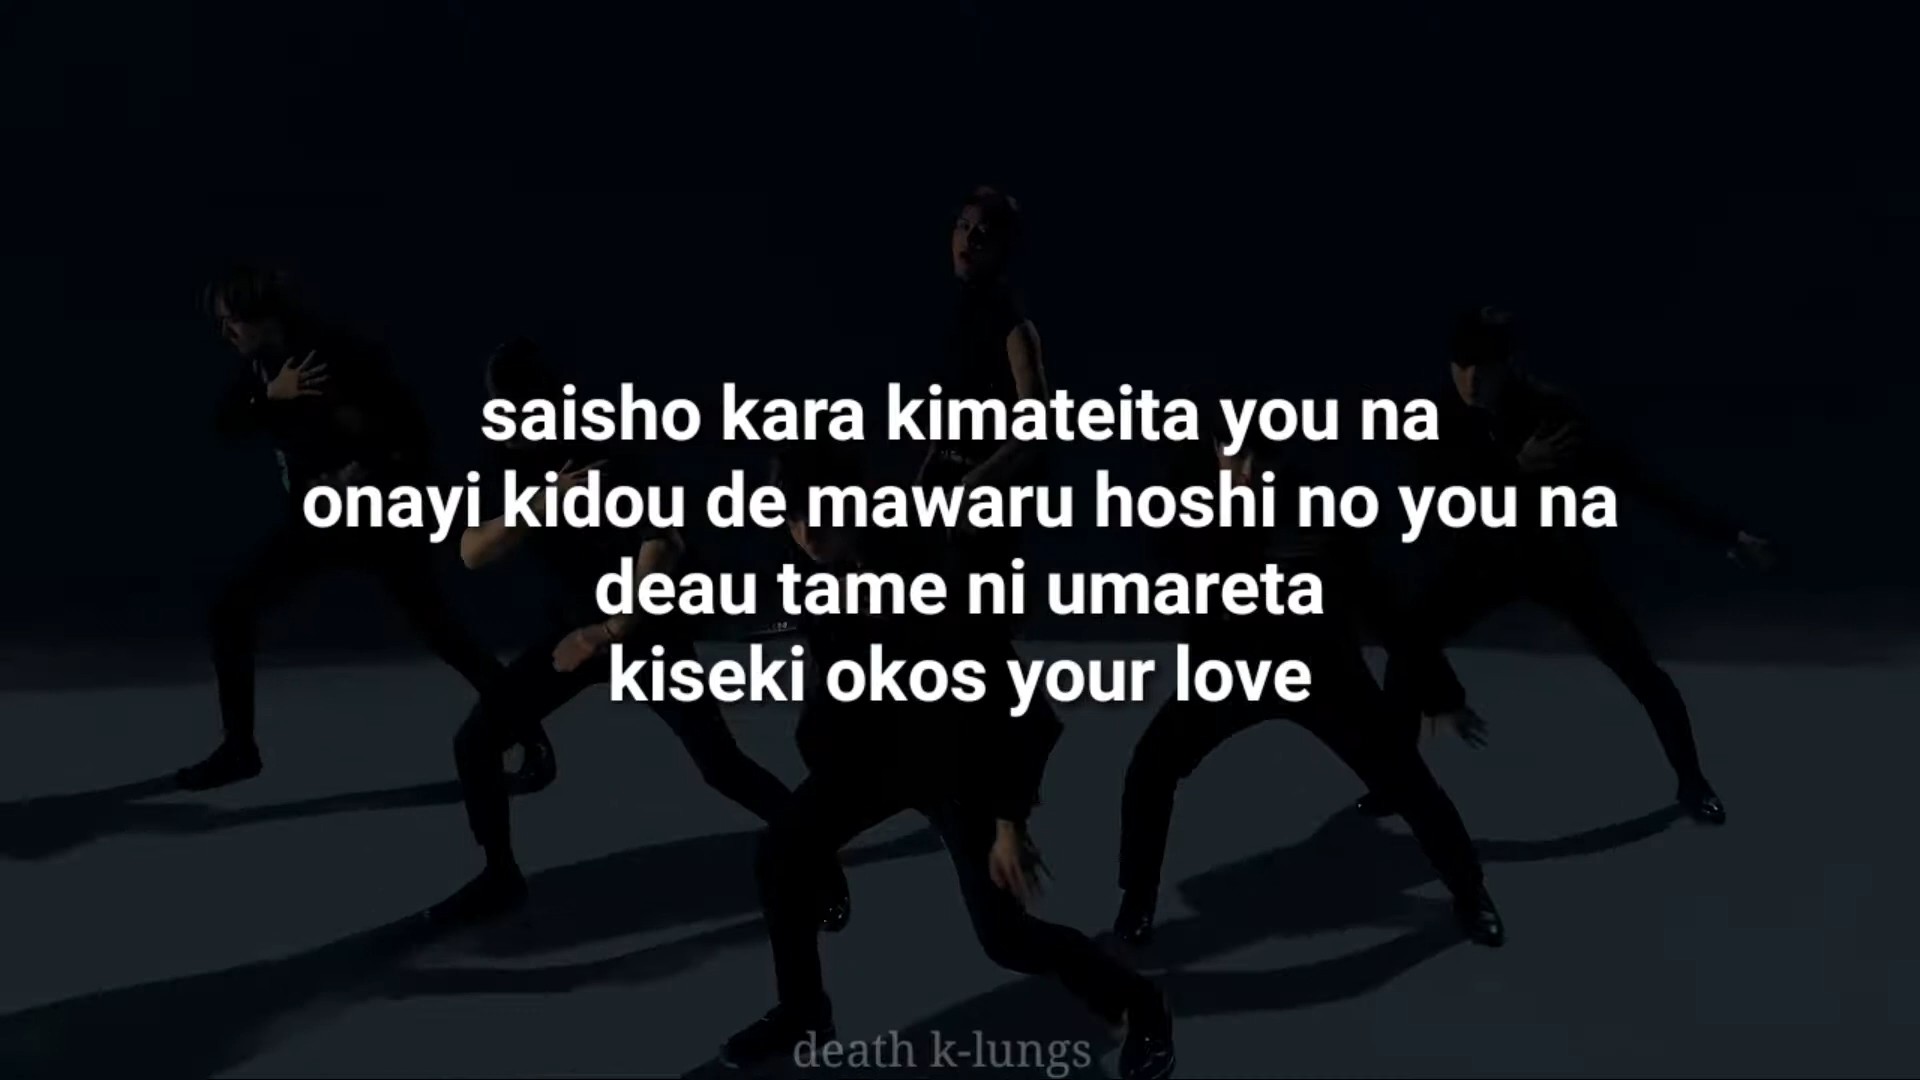 saisho kara kimateita you na
onayi kidou de mawaru hoshi no you na
deau tame ni umareta
kiseki okos your love
death k-lungs